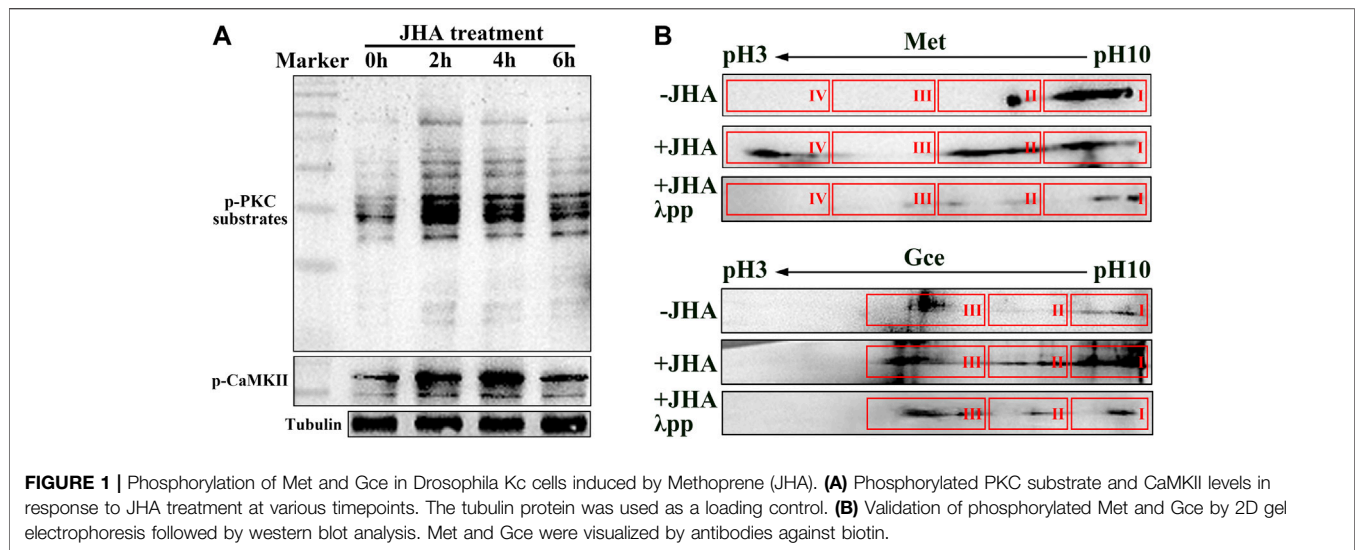 A
JHA treatment
Marker 0h 2h 4h 6h
p-PKC
substrates
p-CaMKII
Tubulin
B
Met
pH3 pH10
-JHA IV III II I
+JHA IV III II I
+JHA
λpp IV III II I
Gce
pH3 pH10
-JHA III II I
+JHA III II I
+JHA
λpp III II I
FIGURE 1 | Phosphorylation of Met and Gce in Drosophila Kc cells induced by Methoprene (JHA). (A) Phosphorylated PKC substrate and CaMKII levels in
response to JHA treatment at various timepoints. The tubulin protein was used as a loading control. (B) Validation of phosphorylated Met and Gce by 2D gel
electrophoresis followed by western blot analysis. Met and Gce were visualized by antibodies against biotin.